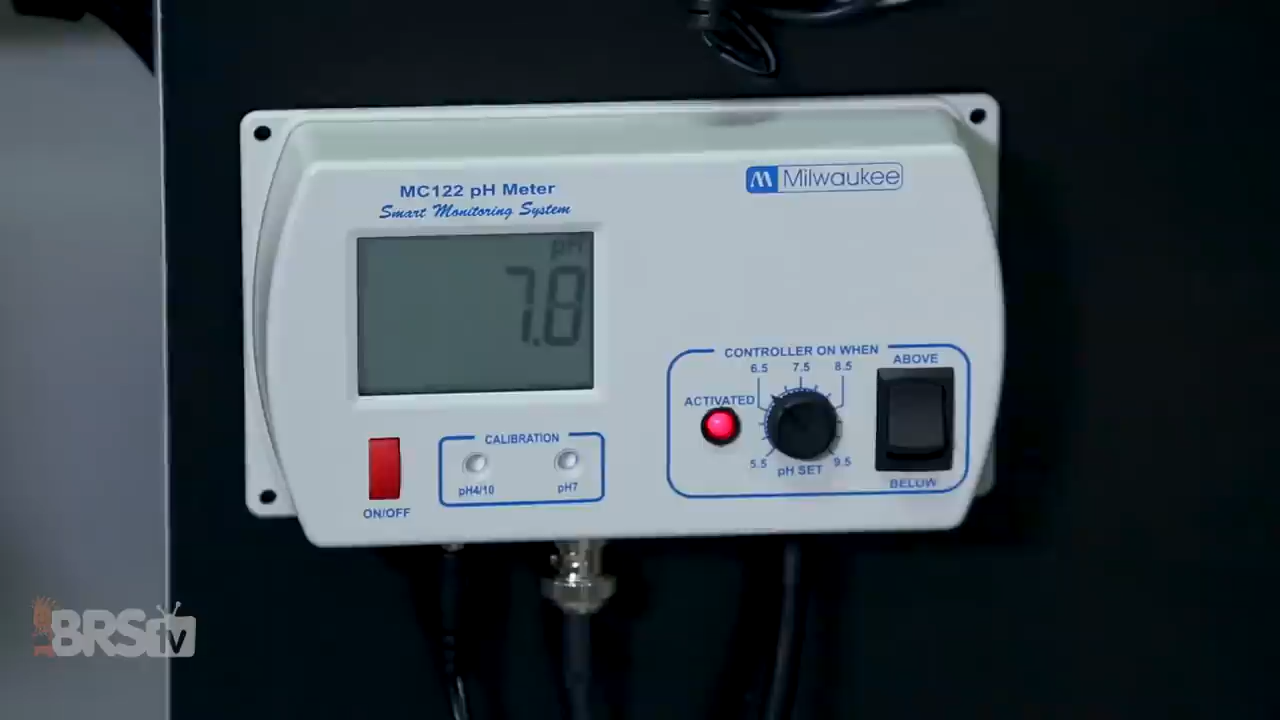 MC122 pH Meter
Smart Monitoring System
Milwaukee
pH
7.8
CONTROLLER ON WHEN
6.5 7.5 8.5
ABOVE
ACTIVATED
5.5 9.5
pH SET
BELOW
CALIBRATION
pH4/10 pH7
ON/OFF
BRStv